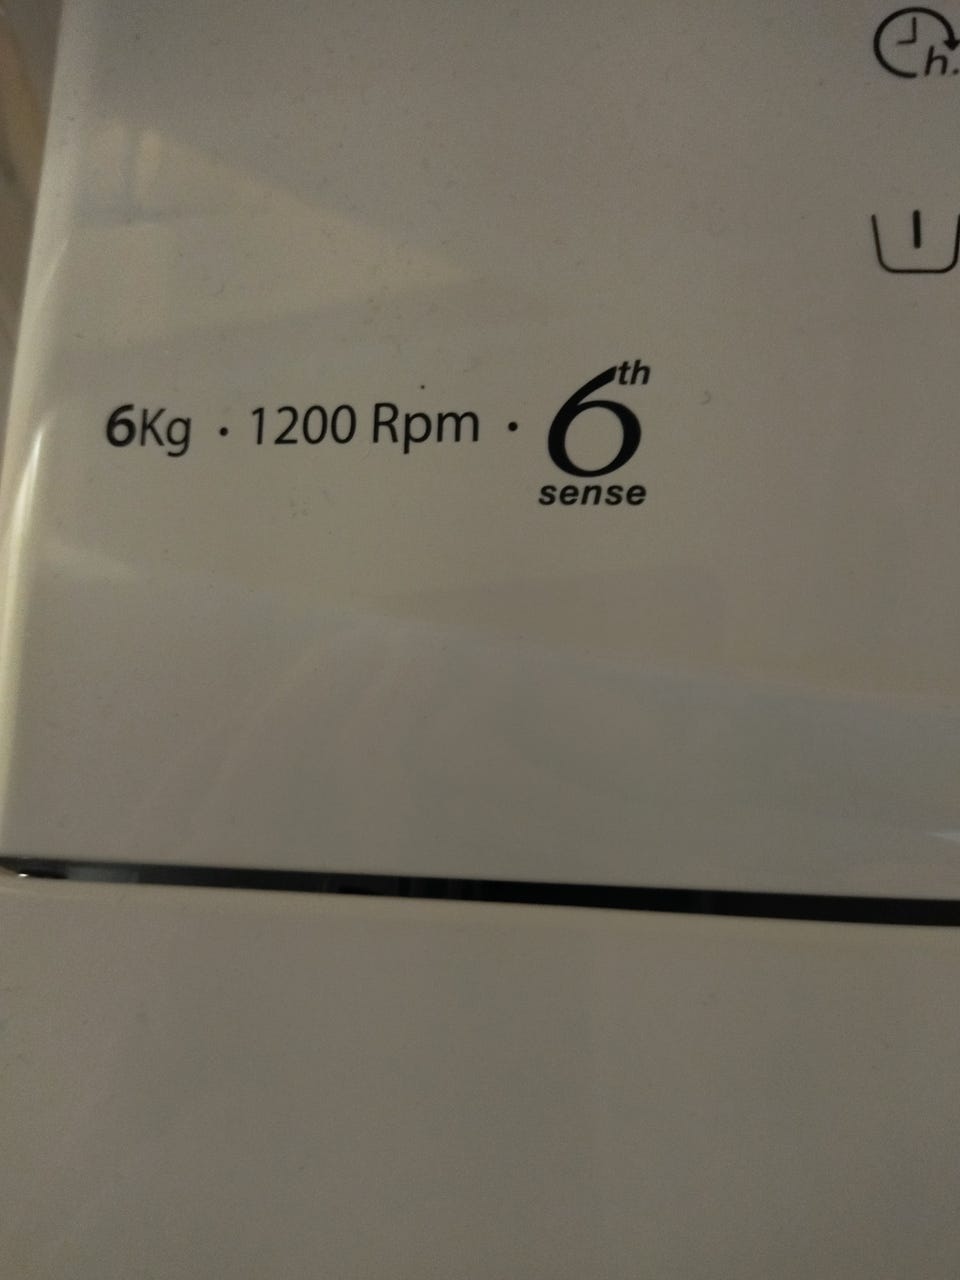 h.
6Kg · 1200 Rpm · 6th sense